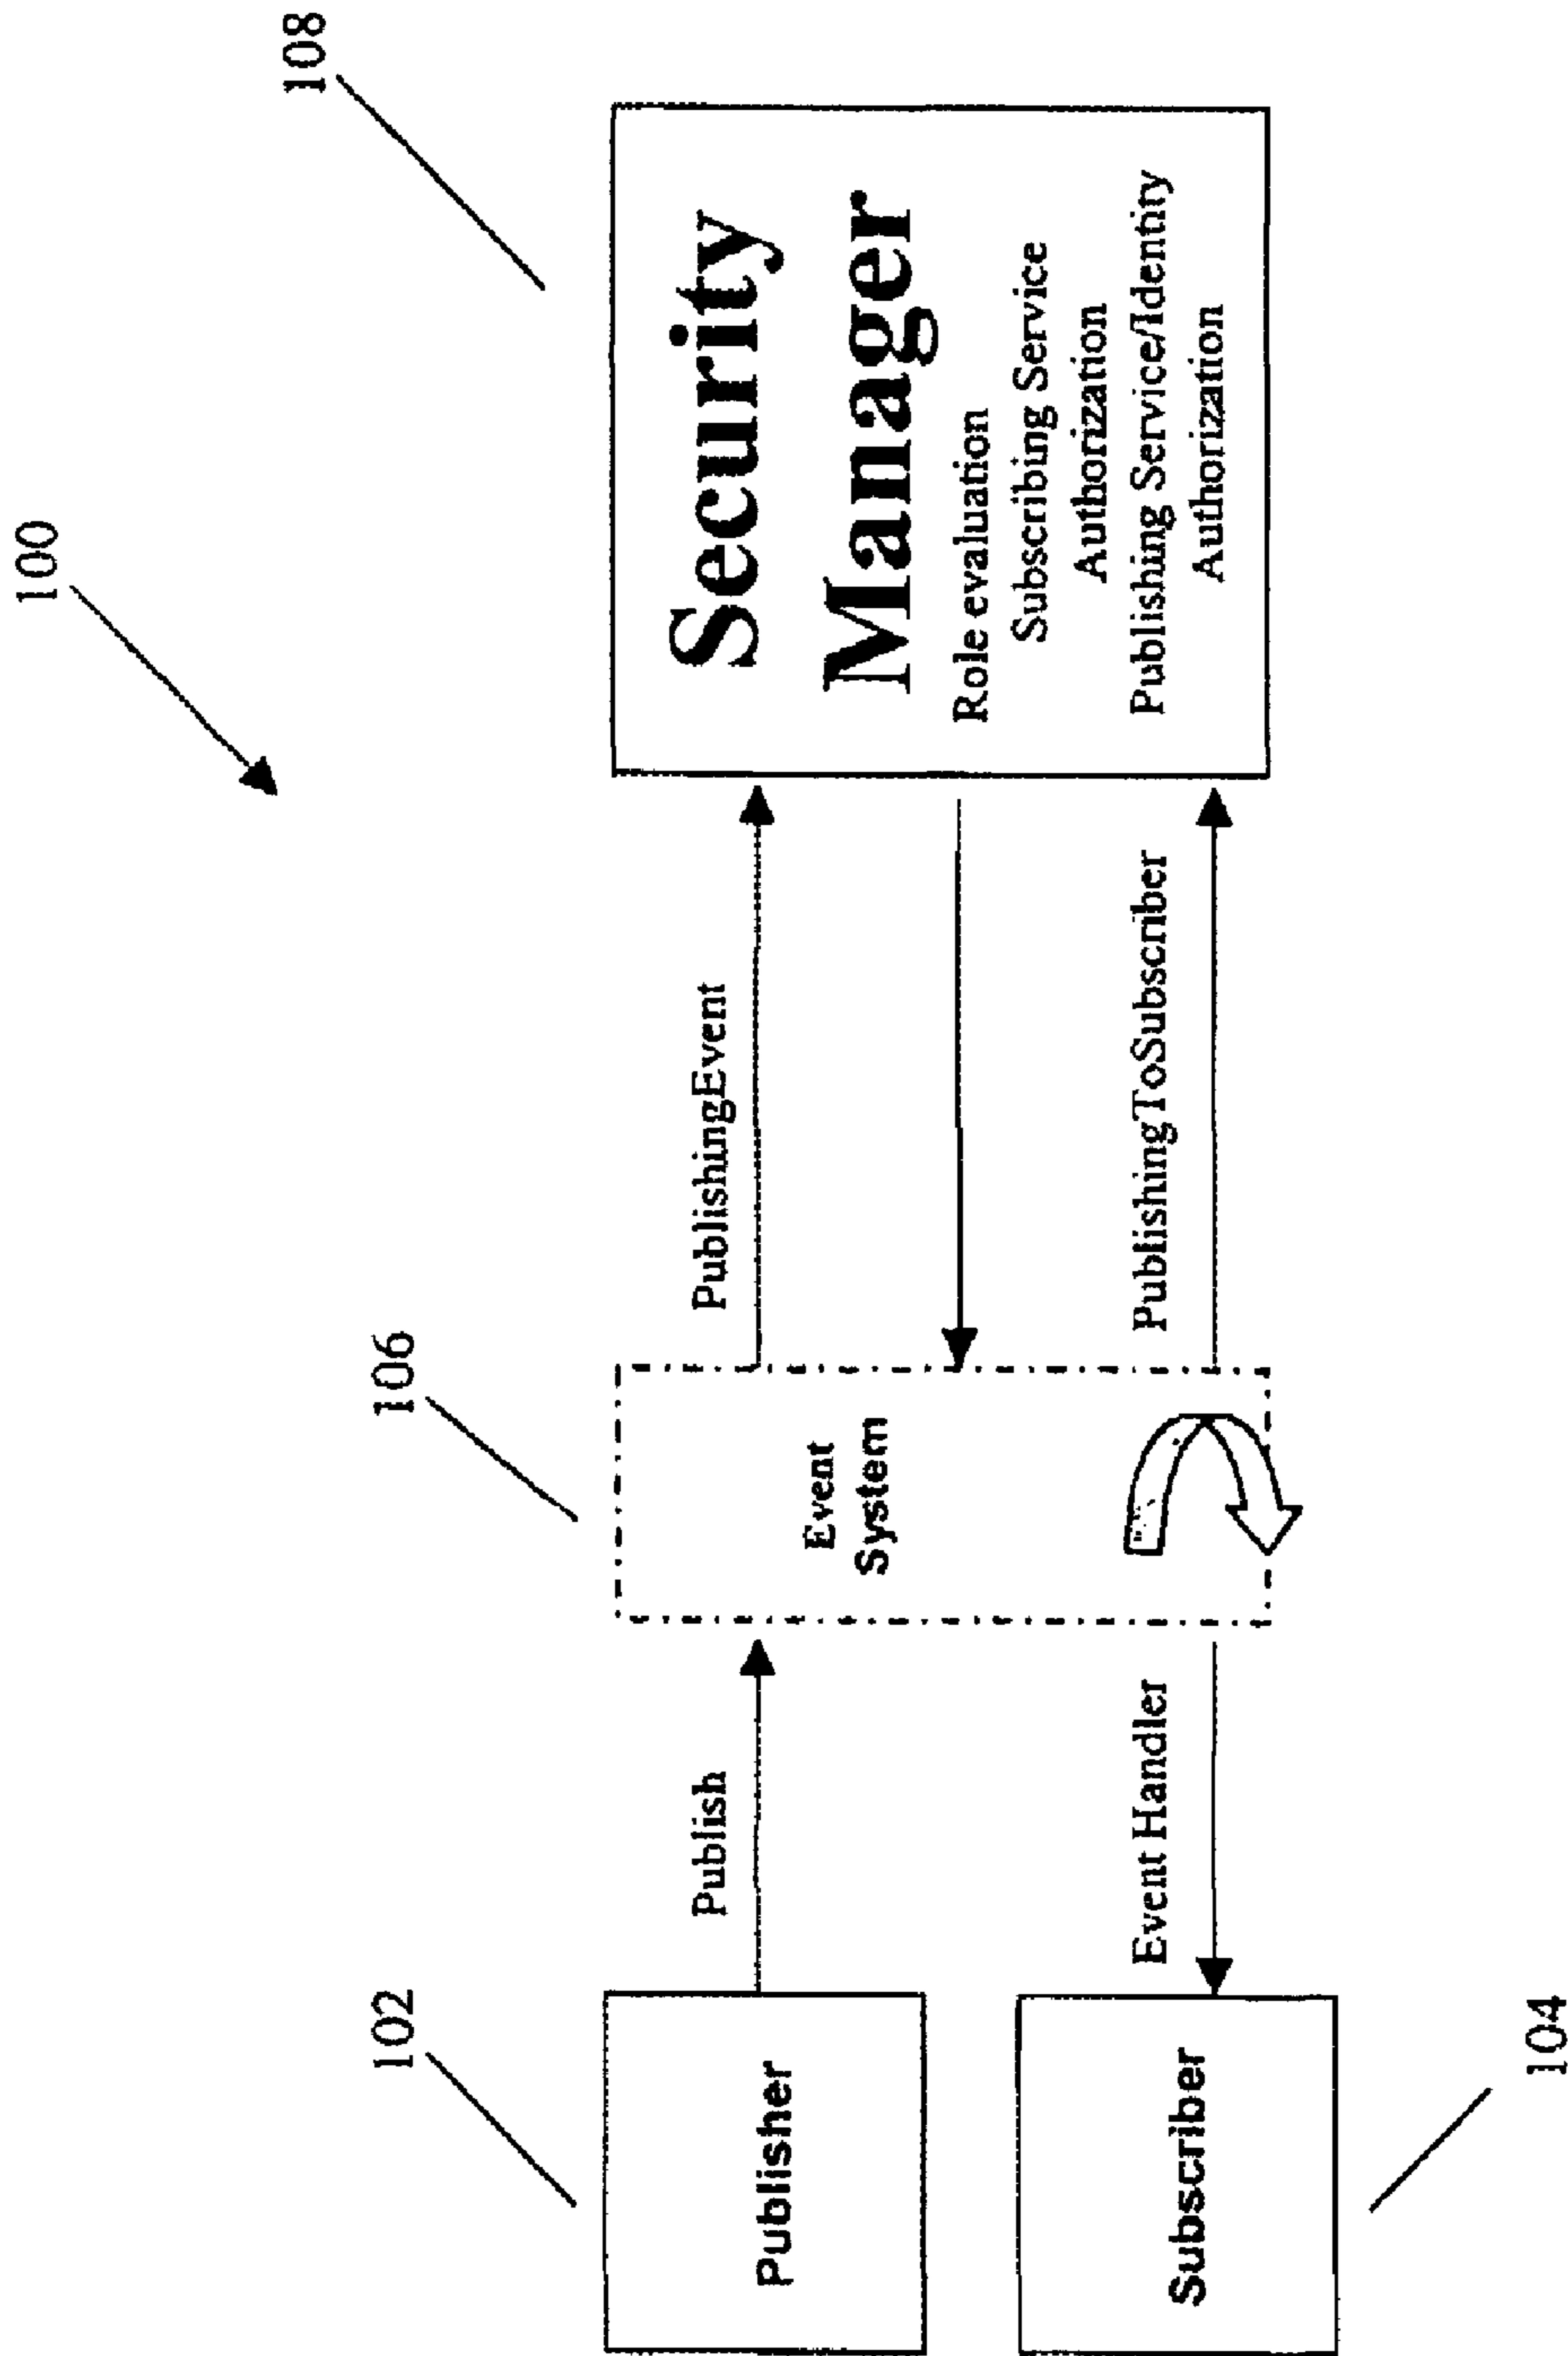 100
108
106
102
Publisher
Publish
Event
System
PublishingEvent
Security
Manager
Role evaluation
Subscribing Service
Authorization
Publishing Service/Identity
Authorization
Subscriber
Event Handler
PublishingToSubscriber
104